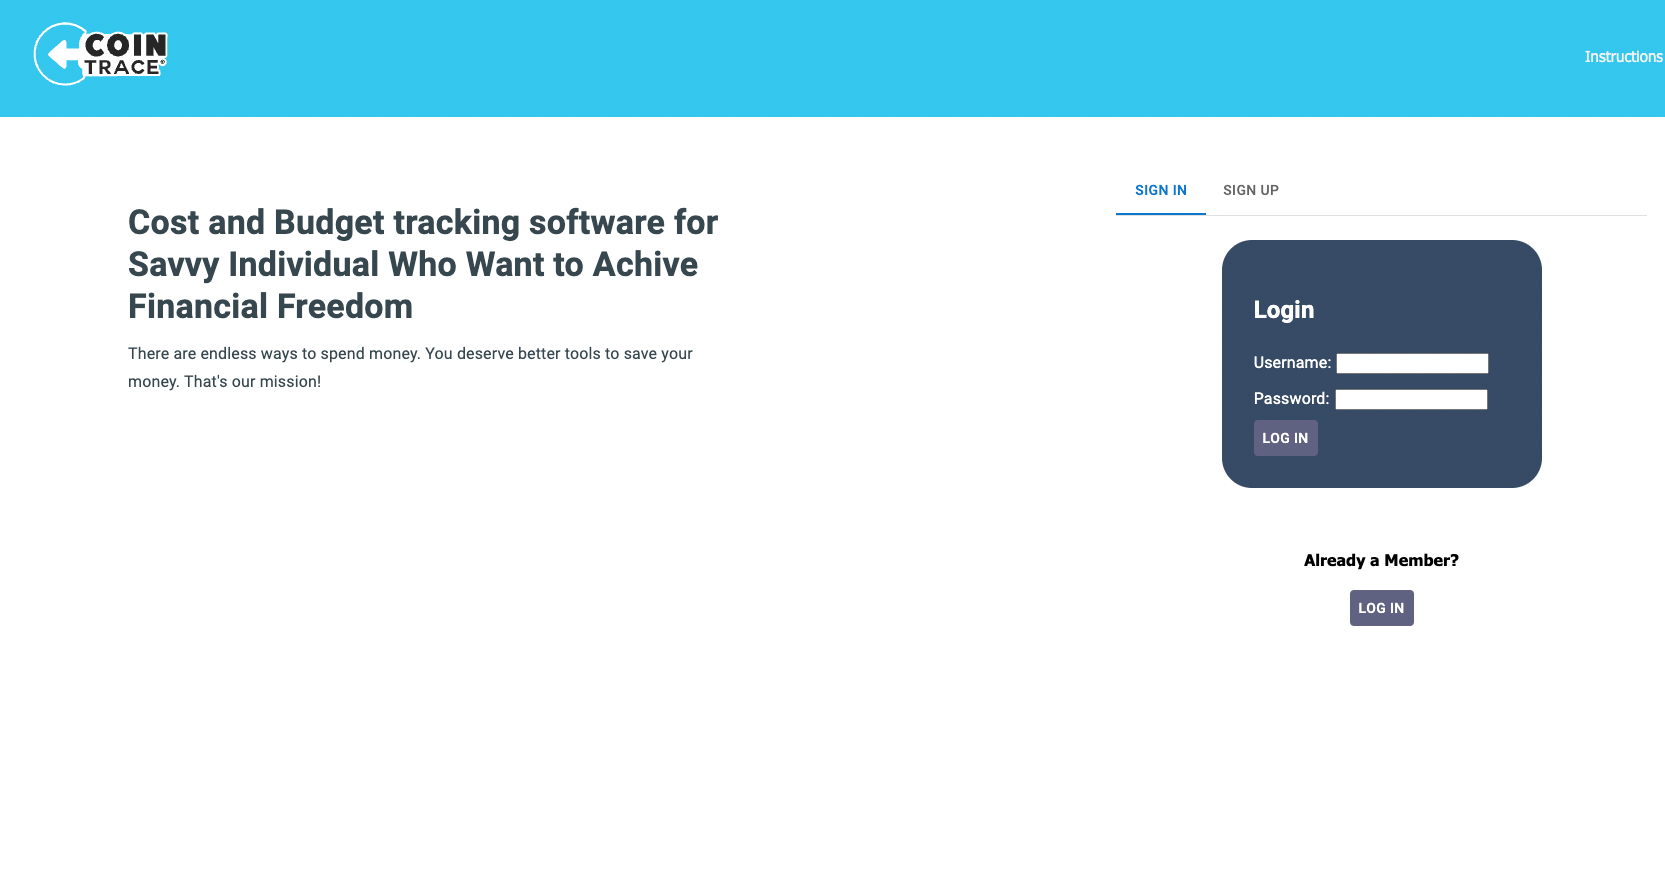 COIN
TRACE®
Instructions
SIGN IN
SIGN UP
Cost and Budget tracking software for
Savvy Individual Who Want to Achive
Financial Freedom
There are endless ways to spend money. You deserve better tools to save your
money. That's our mission!
Login
Username:
Password:
LOG IN
Already a Member?
LOG IN